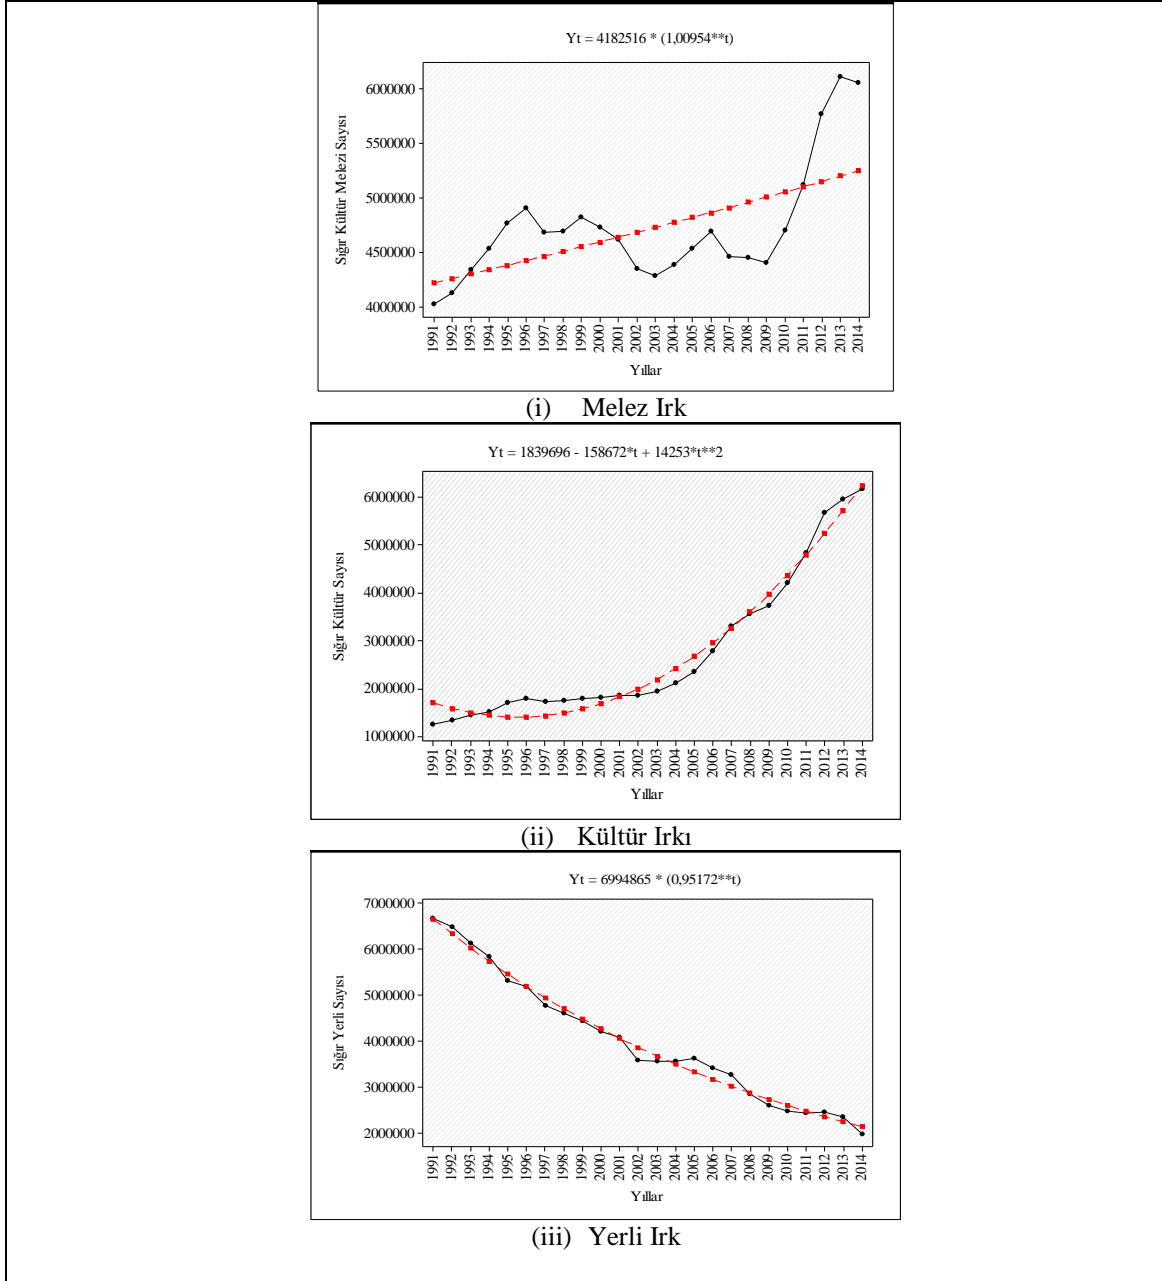 Yt = 4182516 * (1,00954**t)
Sığır Kültür Melezi Sayısı
6000000
5500000
5000000
4500000
4000000
1991 1992 1993 1994 1995 1996 1997 1998 1999 2000 2001 2002 2003 2004 2005 2006 2007 2008 2009 2010 2011 2012 2013 2014
Yıllar
(i) Melez Irk
Yt = 1839696 - 158672*t + 14253*t**2
Sığır Kültür Sayısı
6000000
5000000
4000000
3000000
2000000
1000000
1991 1992 1993 1994 1995 1996 1997 1998 1999 2000 2001 2002 2003 2004 2005 2006 2007 2008 2009 2010 2011 2012 2013 2014
Yıllar
(ii) Kültür Irkı
Yt = 6994865 * (0,95172**t)
Sığır Yerli Sayısı
7000000
6000000
5000000
4000000
3000000
2000000
1991 1992 1993 1994 1995 1996 1997 1998 1999 2000 2001 2002 2003 2004 2005 2006 2007 2008 2009 2010 2011 2012 2013 2014
Yıllar
(iii) Yerli Irk